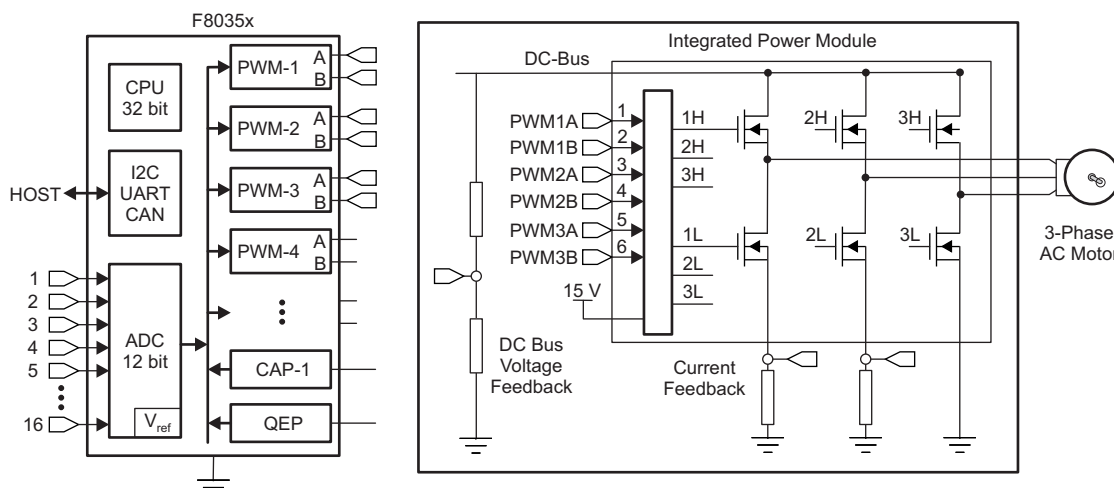 F8035x
CPU
32 bit
I2C
UART
CAN
HOST
1
2
3
4
5
16
ADC
12 bit
Vref
PWM-1
A
B
PWM-2
A
B
PWM-3
A
B
PWM-4
A
B
CAP-1
QEP
Integrated Power Module
DC-Bus
PWM1A
PWM1B
PWM2A
PWM2B
PWM3A
PWM3B
1
2
3
4
5
6
15 V
1H
2H
3H
1L
2L
3L
2H
3H
2L
3L
DC Bus
Voltage
Feedback
Current
Feedback
3-Phase
AC Motor